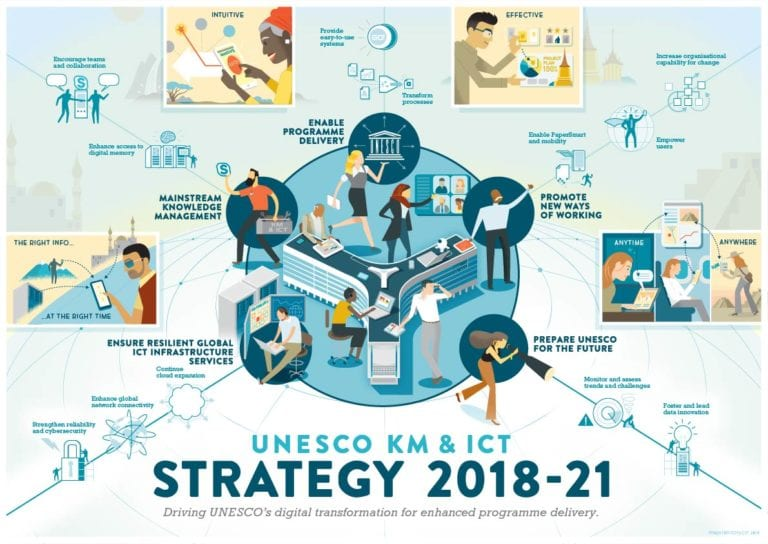 INTUITIVE
Provide
easy-to-use
systems
EFFECTIVE
PROJECT
PLAN
100%
Encourage teams
and collaboration
Increase organisational
capability for change
Transform
processes
ENABLE
PROGRAMME
DELIVERY
Enhance access to
digital memory
Enable PaperSmart
and mobility
Empower
users
MAINSTREAM
KNOWLEDGE
MANAGEMENT
KM
& ICT
PROMOTE
NEW WAYS
OF WORKING
THE RIGHT INFO...
...AT THE RIGHT TIME
ANYTIME
ANYWHERE
ENSURE RESILIENT GLOBAL
ICT INFRASTRUCTURE
SERVICES
PREPARE UNESCO
FOR THE FUTURE
Continue
cloud expansion
Enhance global
network connectivity
Strengthen reliability
and cybersecurity
Monitor and assess
trends and challenges
Foster and lead
data innovation
UNESCO KM & ICT
STRATEGY 2018-21
Driving UNESCO's digital transformation for enhanced programme delivery.